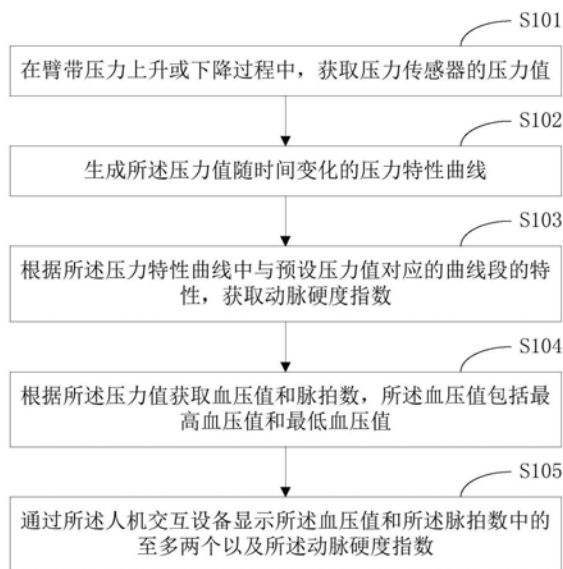 S101
在臂带压力上升或下降过程中，获取压力传感器的压力值
S102
生成所述压力值随时间变化的压力特性曲线
S103
根据所述压力特性曲线中与预设压力值对应的曲线段的特
性，获取动脉硬度指数
S104
根据所述压力值获取血压值和脉拍数，所述血压值包括最
高血压值和最低血压值
S105
通过所述人机交互设备显示所述血压值和所述脉拍数中的
至多两个以及所述动脉硬度指数